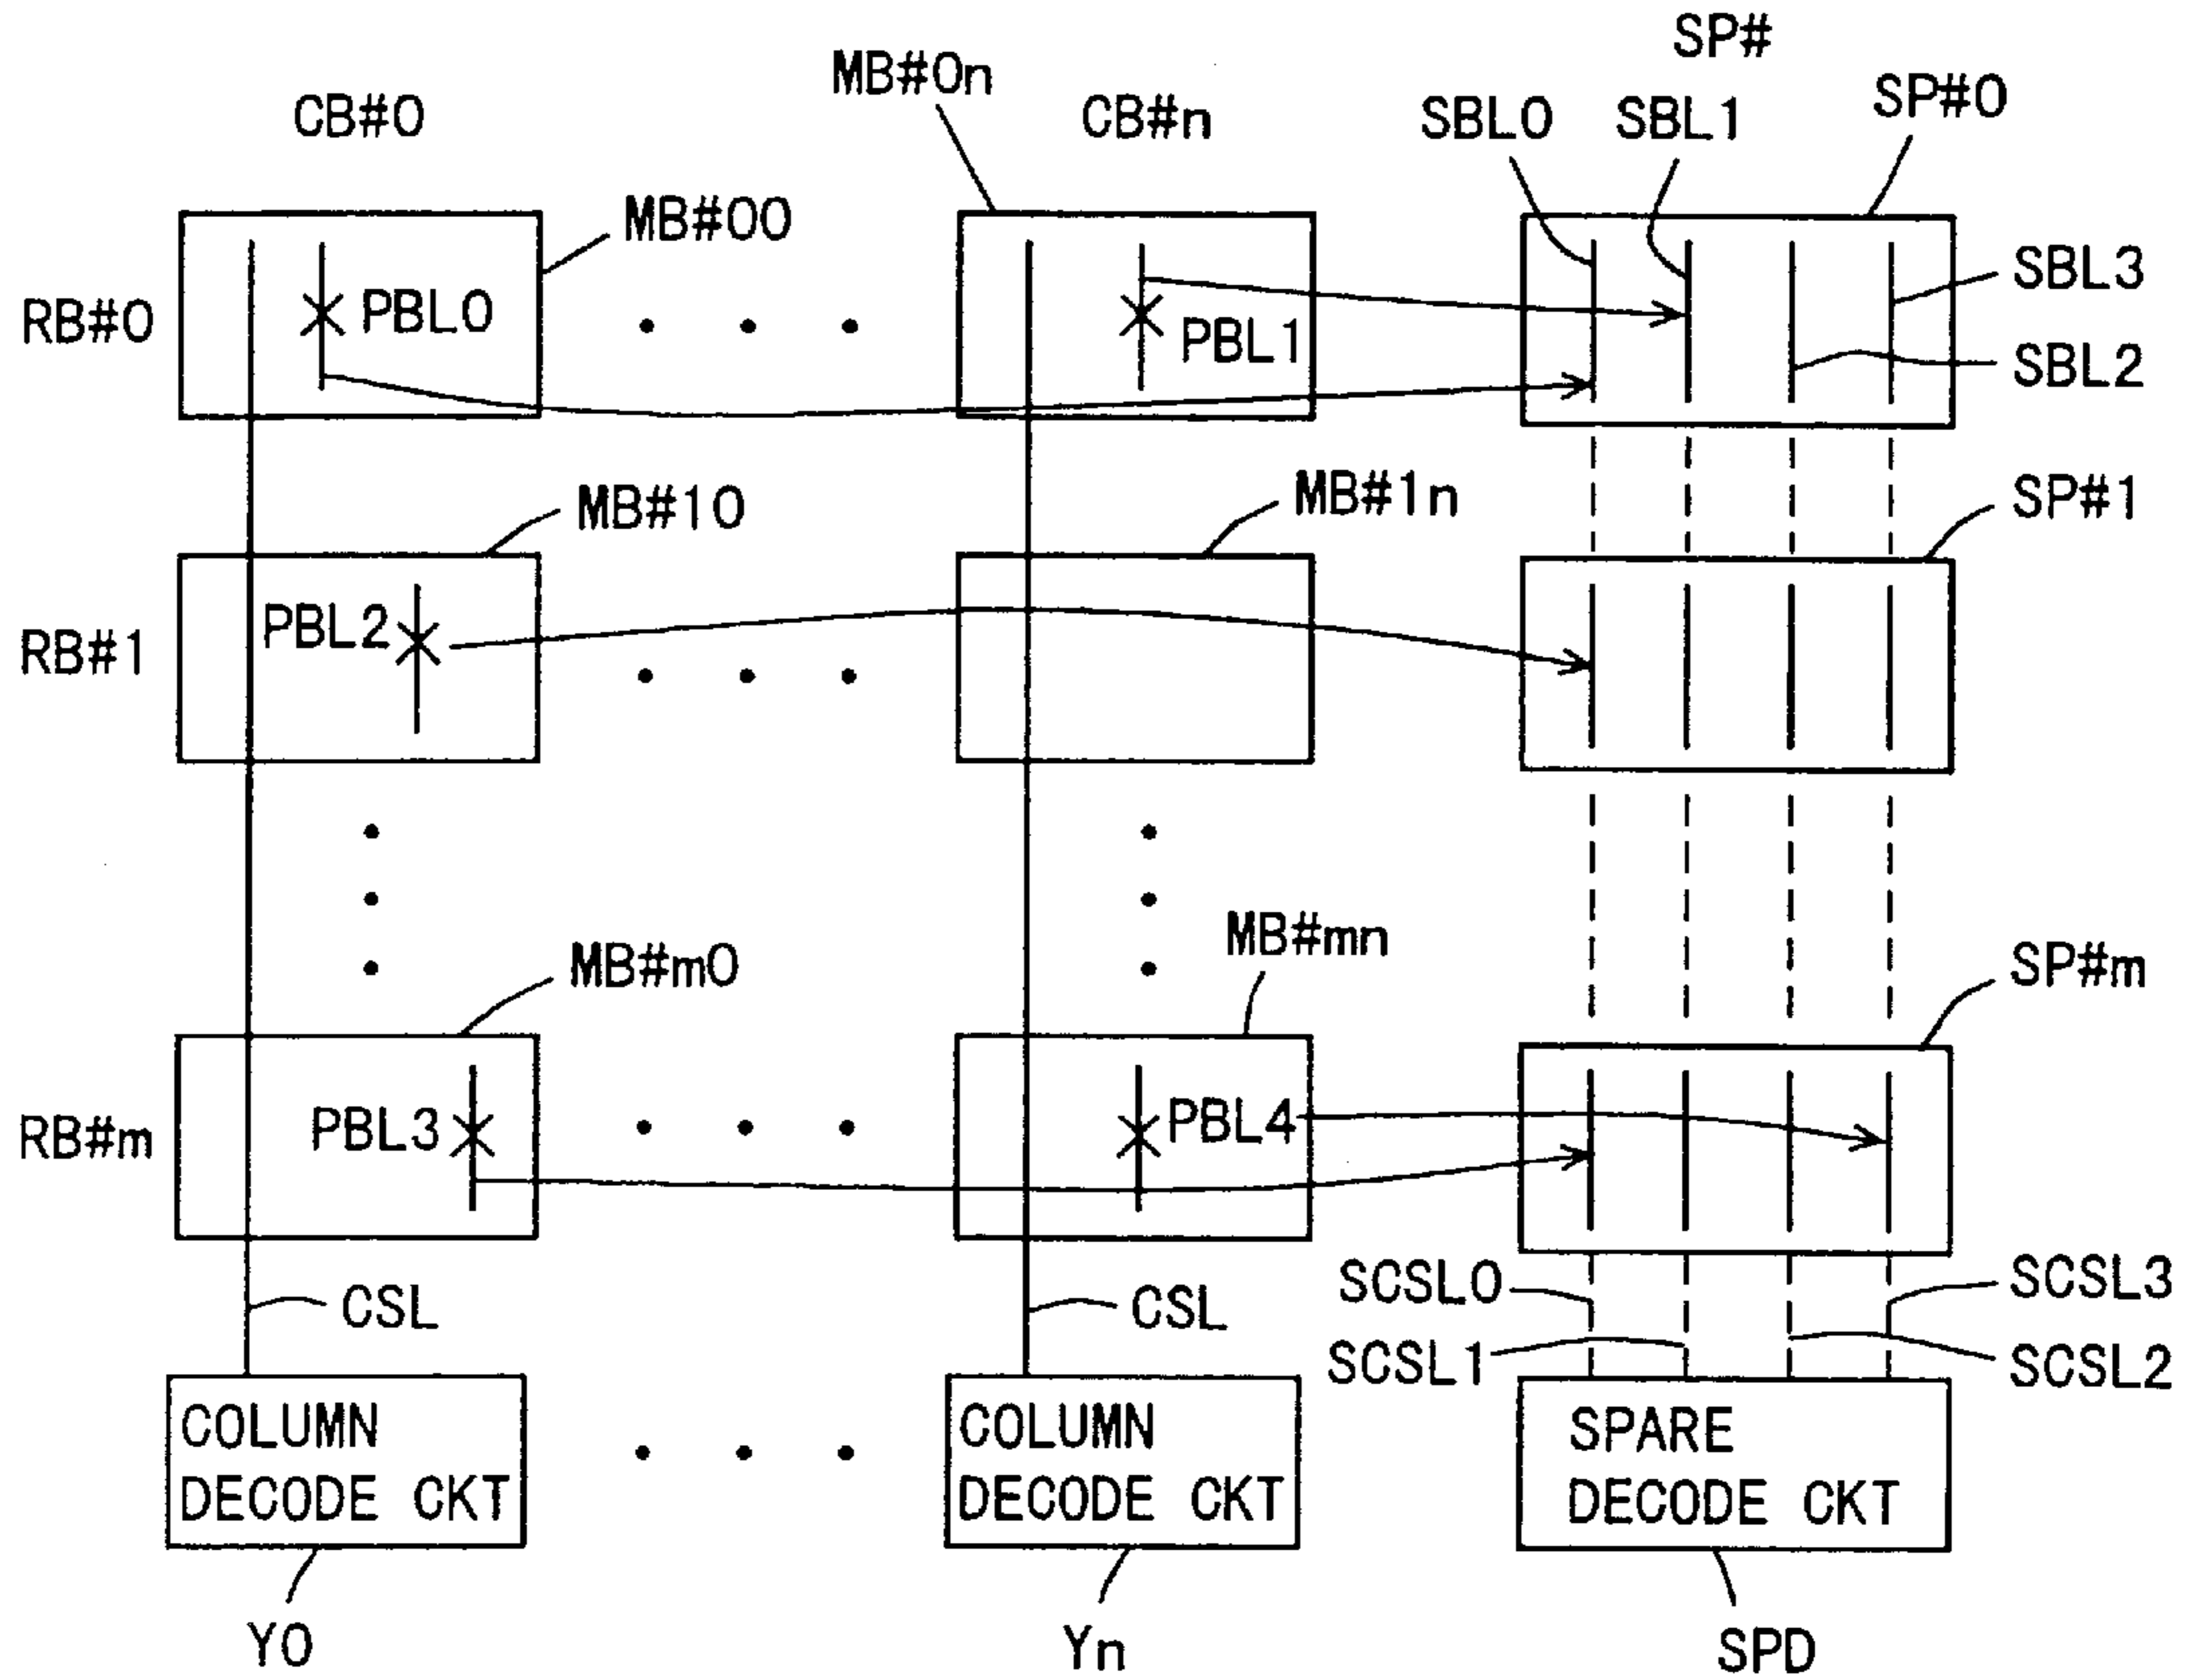 SP#
MB#0n
CB#0
CB#n
SBL0
SBL1
SP#0
MB#00
RB#0
PBL0
PBL1
SBL3
SBL2
MB#10
MB#1n
SP#1
RB#1
PBL2
MB#m0
MB#mn
SP#m
RB#m
PBL3
PBL4
CSL
CSL
SCSL0
SCSL3
SCSL1
SCSL2
COLUMN
DECODE CKT
COLUMN
DECODE CKT
SPARE
DECODE CKT
Y0
Yn
SPD